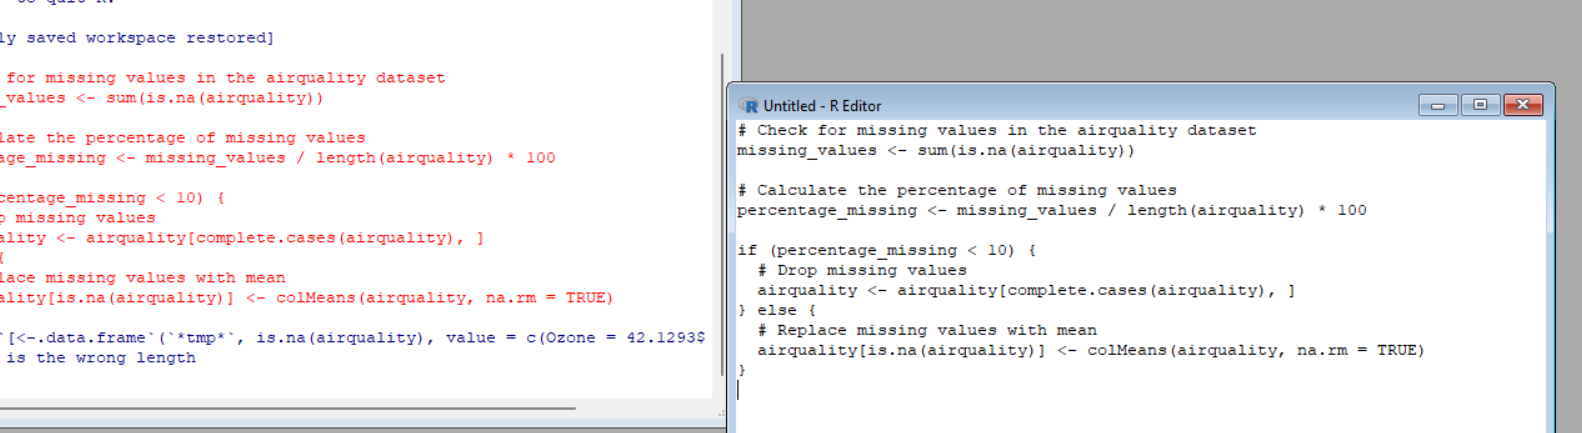 to quit R.
ly saved workspace restored]
for missing values in the airquality dataset
_values <- sum(is.na(airquality))
late the percentage of missing values
age_missing <- missing_values / length(airquality) * 100
centage_missing < 10) {
p missing values
ality <- airquality[complete.cases(airquality), ]
{
lace missing values with mean
ality[is.na(airquality)] <- colMeans(airquality, na.rm = TRUE)
`[<-.data.frame`(`*tmp*`, is.na(airquality), value = c(Ozone = 42.1293$
is the wrong length
Untitled - R Editor
# Check for missing values in the airquality dataset
missing_values <- sum(is.na(airquality))
# Calculate the percentage of missing values
percentage_missing <- missing_values / length(airquality) * 100
if (percentage_missing < 10) {
  # Drop missing values
  airquality <- airquality[complete.cases(airquality), ]
} else {
  # Replace missing values with mean
  airquality[is.na(airquality)] <- colMeans(airquality, na.rm = TRUE)
}